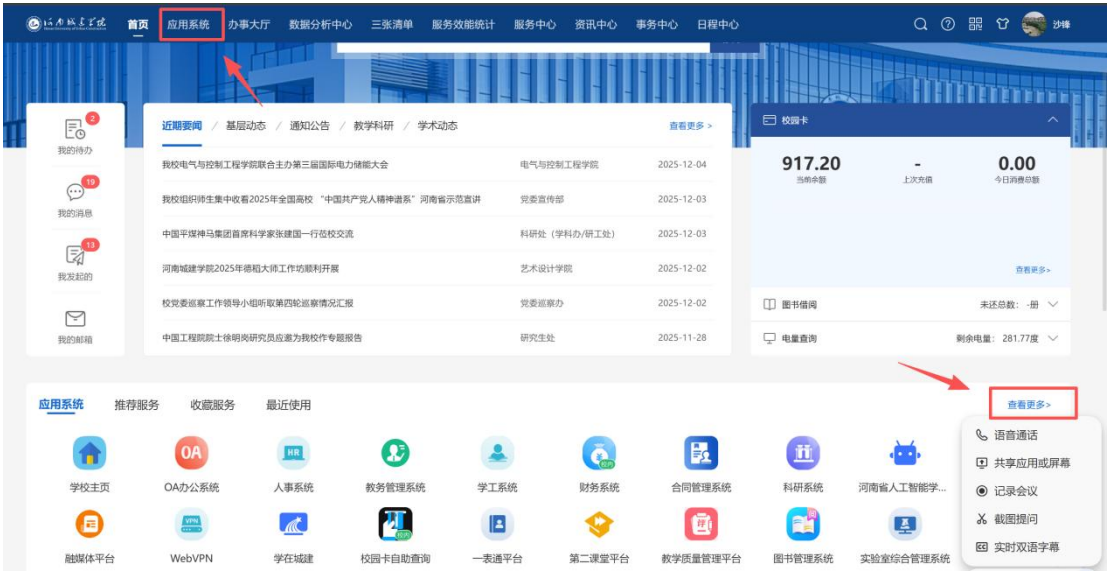 首页 应用系统 办事大厅 数据分析中心 三张清单 服务效能统计 服务中心 资讯中心 事务中心 日程中心 沙锋
2
我的待办
19
我的消息
13
我发起的
我的邮箱
近期要闻 / 基层动态 / 通知公告 / 教学科研 / 学术动态 查看更多 >
我校电气与控制工程学院联合主办第三届国际电力储能大会 电气与控制工程学院 2025-12-04
我校组织师生集中收看2025年全国高校 “中国共产党人精神谱系”河南省示范宣讲 党委宣传部 2025-12-03
中国平煤神马集团首席科学家张建国一行莅校交流 科研处（学科办/研工处） 2025-12-03
河南城建学院2025年德稻大师工作坊顺利开展 艺术设计学院 2025-12-02
校党委巡察工作领导小组听取第四轮巡察情况汇报 党委巡察办 2025-12-02
中国工程院院士徐明岗研究员应邀为我校作专题报告 研究生处 2025-11-28
校园卡
917.20 - 0.00
当前余额 上次充值 今日消费总额
查看更多>
图书借阅 未还总数： -册
电量查询 剩余电量： 281.77度
应用系统 推荐服务 收藏服务 最近使用 查看更多>
OA HR 校内
学校主页 OA办公系统 人事系统 教务管理系统 学工系统 财务系统 合同管理系统 科研系统 河南省人工智能学...
VPN 校内
融媒体平台 WebVPN 学在城建 校园卡自助查询 一表通平台 第二课堂平台 教学质量管理平台 图书管理系统 实验室综合管理系统
语音通话
共享应用或屏幕
记录会议
截图提问
实时双语字幕